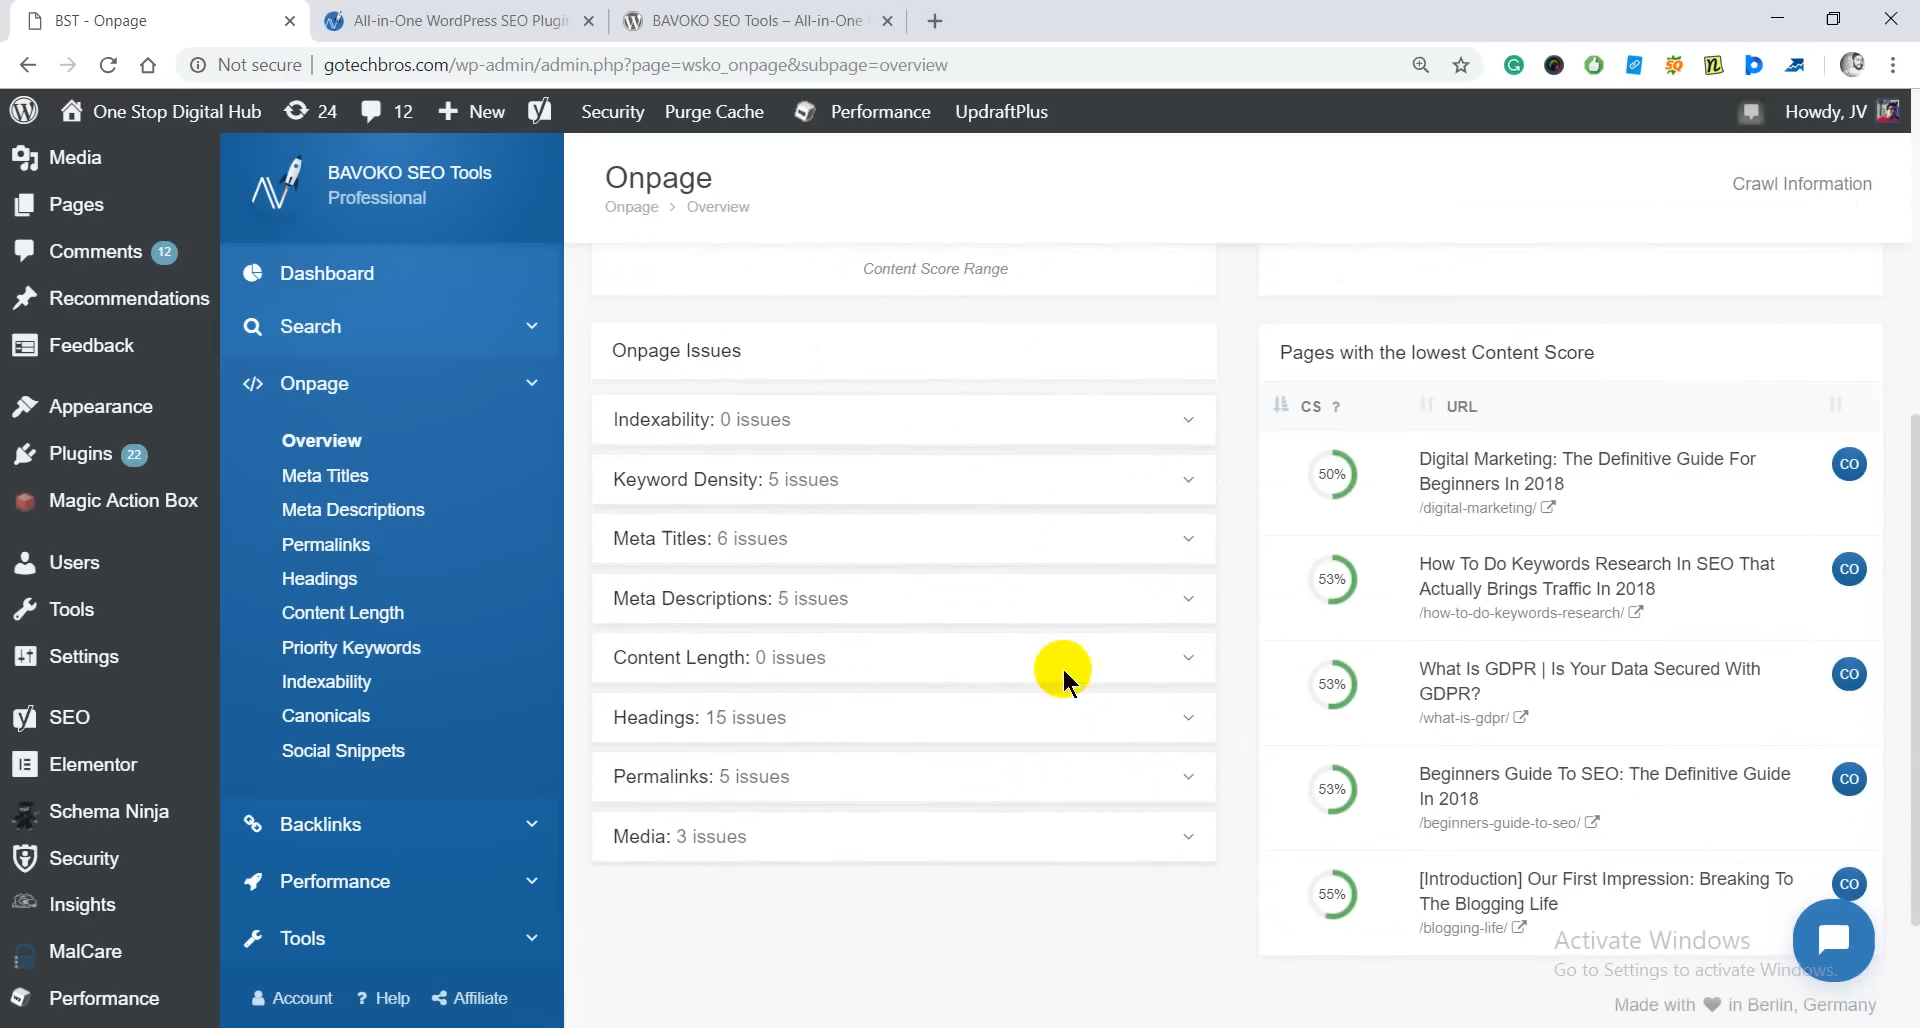 BST - Onpage
All-in-One WordPress SEO Plugin
BAVOKO SEO Tools – All-in-One
Not secure
gotechbros.com/wp-admin/admin.php?page=wsko_onpage&subpage=overview
One Stop Digital Hub
24
12
New
Security
Purge Cache
Performance
UpdraftPlus
Howdy, JV
Media
Pages
Comments 12
Recommendations
Feedback
Appearance
Plugins 22
Magic Action Box
Users
Tools
Settings
SEO
Elementor
Schema Ninja
Security
Insights
MalCare
Performance
BAVOKO SEO Tools
Professional
Dashboard
Search
Onpage
Overview
Meta Titles
Meta Descriptions
Permalinks
Headings
Content Length
Priority Keywords
Indexability
Canonicals
Social Snippets
Backlinks
Performance
Tools
Account
? Help
Affiliate
Onpage
Onpage > Overview
Crawl Information
Content Score Range
Onpage Issues
Indexability: 0 issues
Keyword Density: 5 issues
Meta Titles: 6 issues
Meta Descriptions: 5 issues
Content Length: 0 issues
Headings: 15 issues
Permalinks: 5 issues
Media: 3 issues
Pages with the lowest Content Score
CS ?
URL
50%
Digital Marketing: The Definitive Guide For
Beginners In 2018
/digital-marketing/
CO
53%
How To Do Keywords Research In SEO That
Actually Brings Traffic In 2018
/how-to-do-keywords-research/
CO
53%
What Is GDPR | Is Your Data Secured With
GDPR?
/what-is-gdpr/
CO
53%
Beginners Guide To SEO: The Definitive Guide
In 2018
/beginners-guide-to-seo/
CO
55%
[Introduction] Our First Impression: Breaking To
The Blogging Life
/blogging-life/
CO
Activate Windows
Go to Settings to activate Windows.
Made with ♥ in Berlin, Germany